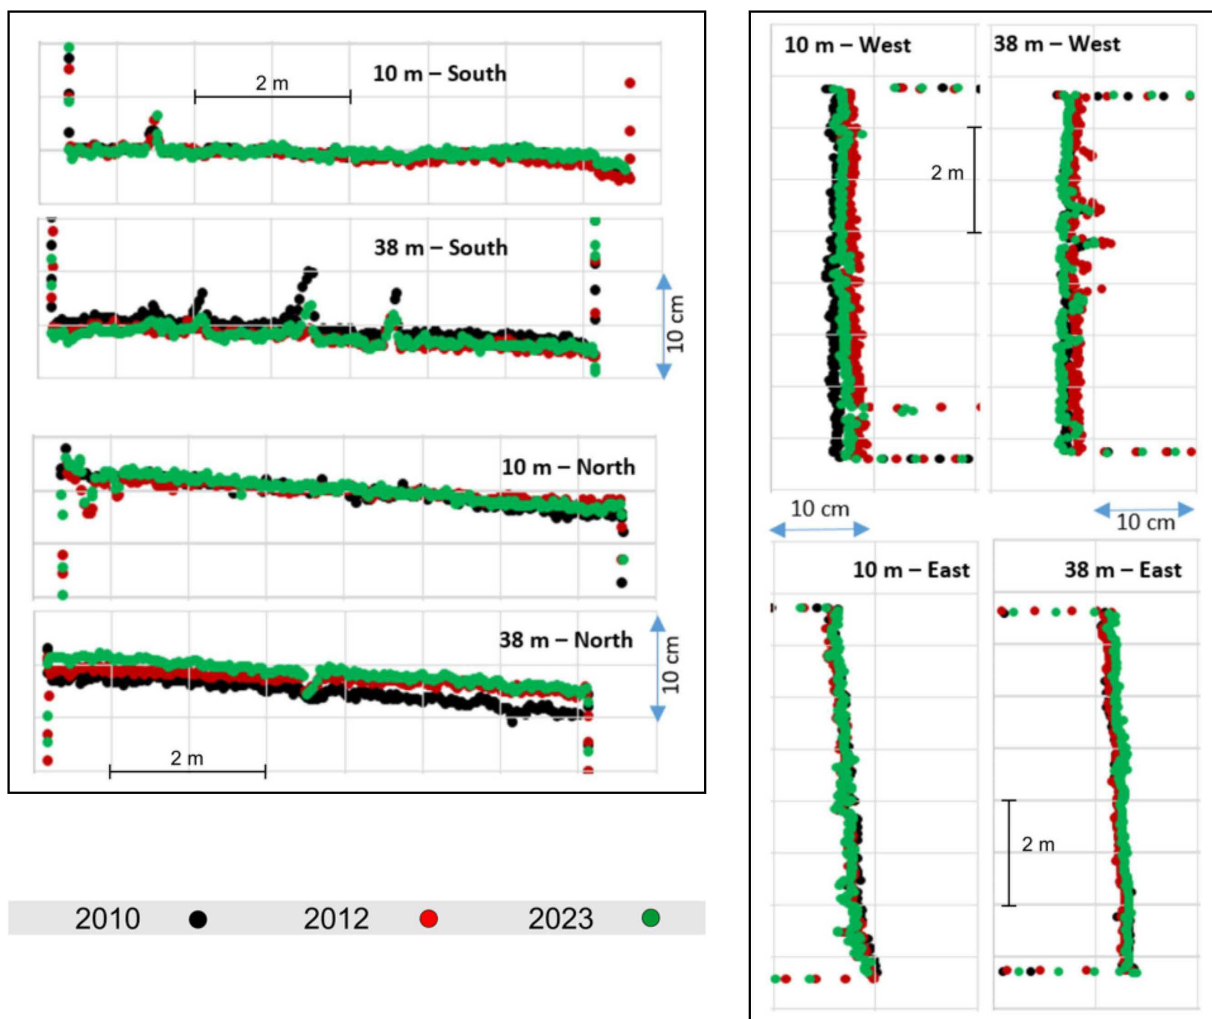 10 m – South
2 m
38 m – South
10 cm
10 m – North
38 m – North
10 cm
2 m
2010
2012
2023
10 m – West
38 m – West
2 m
10 cm
10 cm
10 m – East
38 m – East
2 m